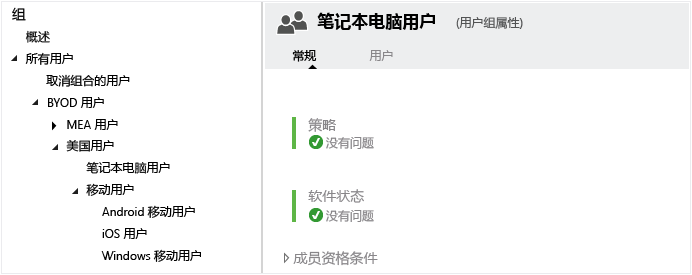 组
概述
所有用户
取消组合的用户
BYOD 用户
MEA 用户
美国用户
笔记本电脑用户
移动用户
Android 移动用户
iOS 用户
Windows 移动用户
笔记本电脑用户 (用户组属性)
常规 用户
策略
没有问题
软件状态
没有问题
成员资格条件